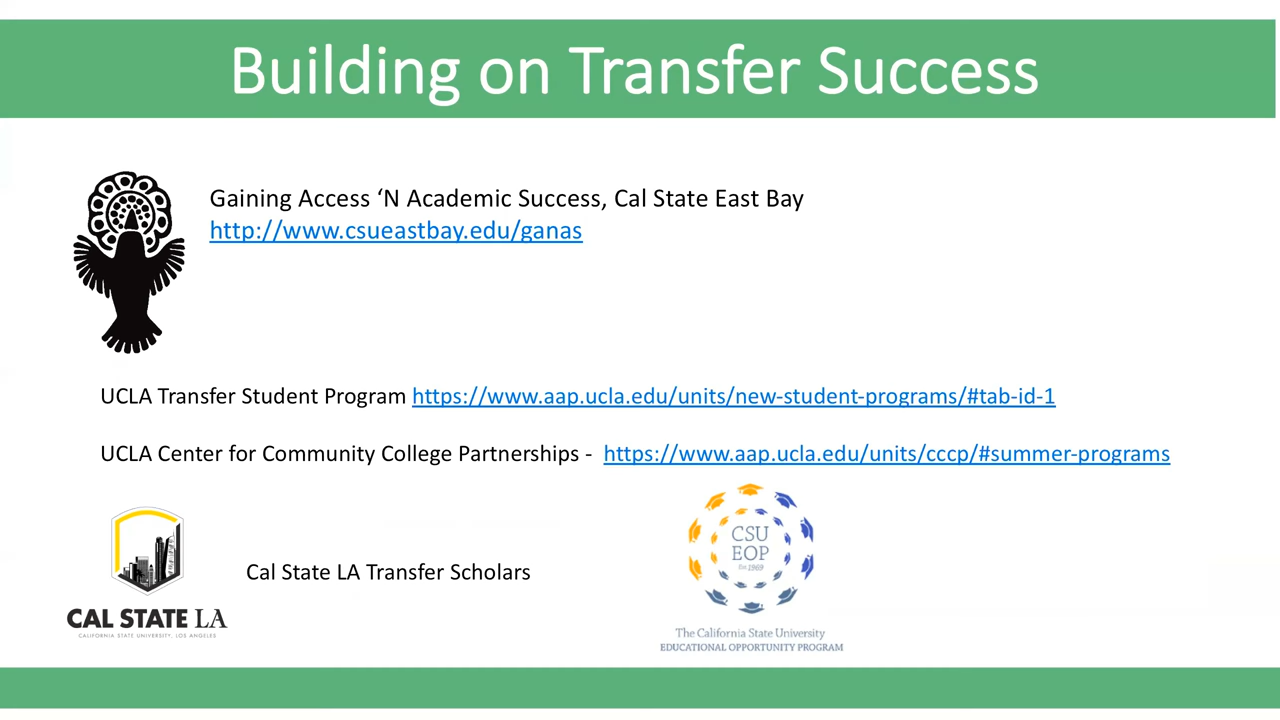 Building on Transfer Success
Gaining Access ‘N Academic Success, Cal State East Bay
http://www.csueastbay.edu/ganas
UCLA Transfer Student Program https://www.aap.ucla.edu/units/new-student-programs/#tab-id-1
UCLA Center for Community College Partnerships - https://www.aap.ucla.edu/units/cccp/#summer-programs
Cal State LA Transfer Scholars
CAL STATE LA
CALIFORNIA STATE UNIVERSITY, LOS ANGELES
CSU
EOP
Est 1969
The California State University
EDUCATIONAL OPPORTUNITY PROGRAM